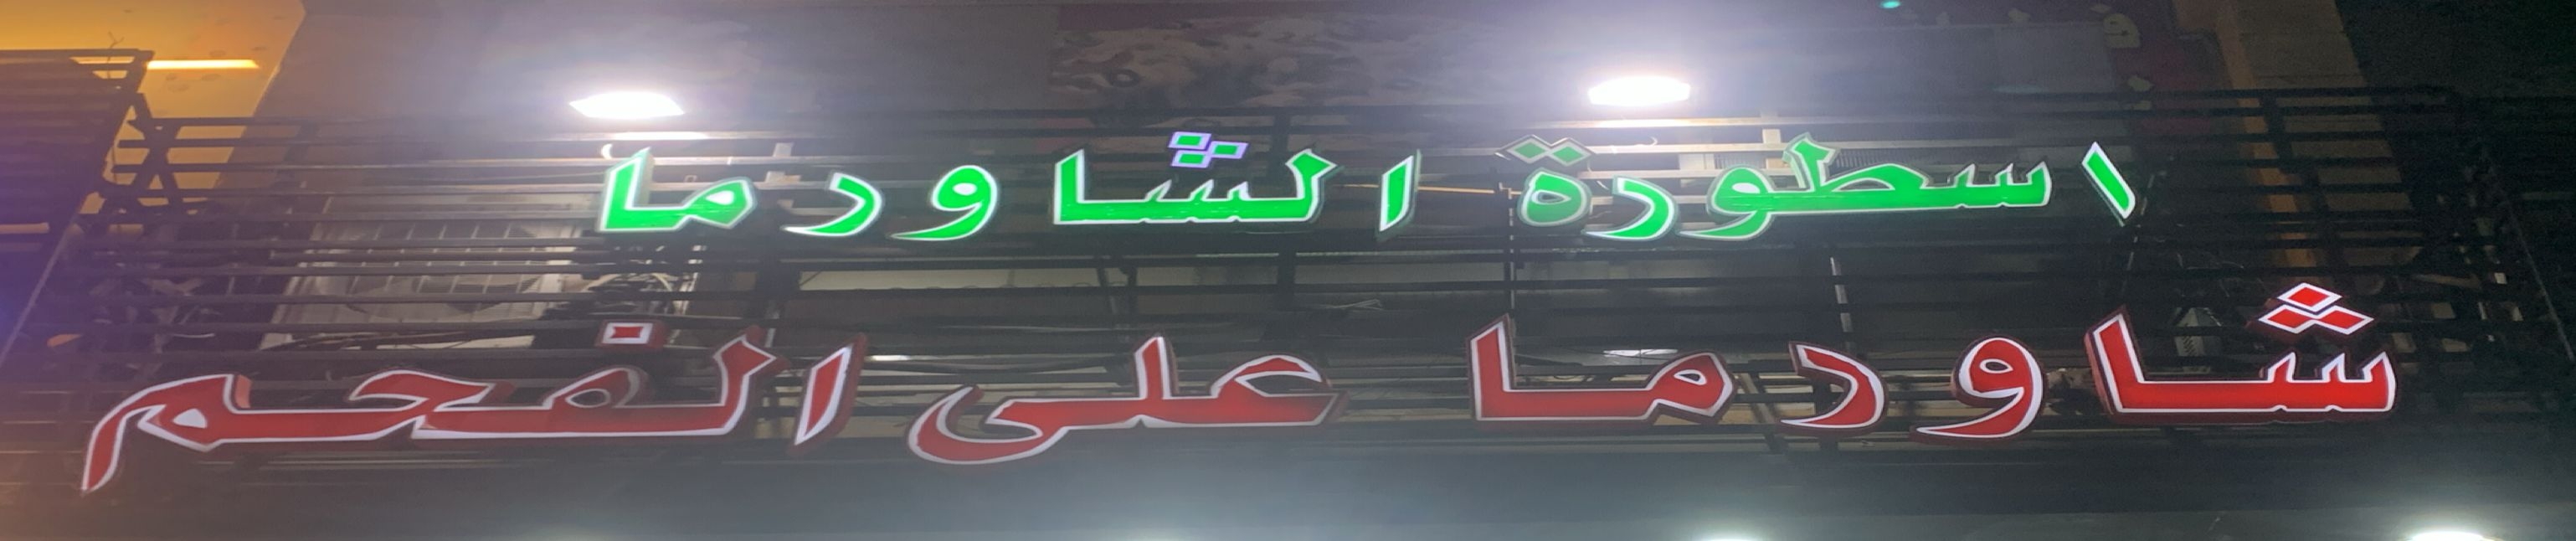 اسطورة الشاورما
شاورما على الفحم